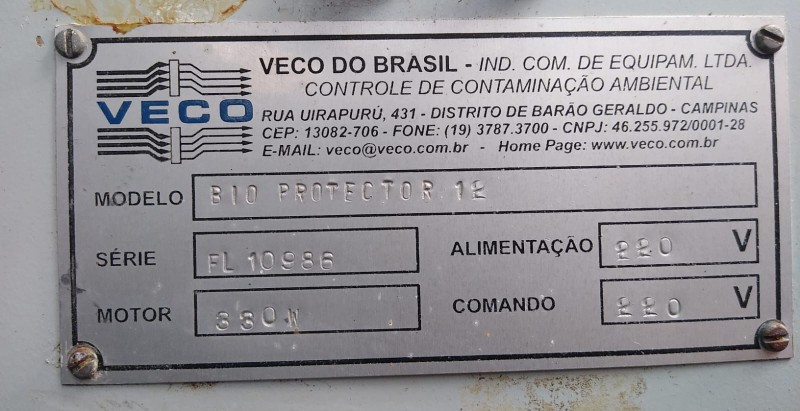 VECO
VECO DO BRASIL - IND. COM. DE EQUIPAM. LTDA.
CONTROLE DE CONTAMINAÇÃO AMBIENTAL
RUA UIRAPURÚ, 431 - DISTRITO DE BARÃO GERALDO - CAMPINAS
CEP: 13082-706 - FONE: (19) 3787.3700 - CNPJ: 46.255.972/0001-28
E-MAIL: veco@veco.com.br - Home Page: www.veco.com.br
MODELO BIO PROTECTOR 12
SÉRIE FL 10986 ALIMENTAÇÃO 220 V
MOTOR 330W COMANDO 220 V